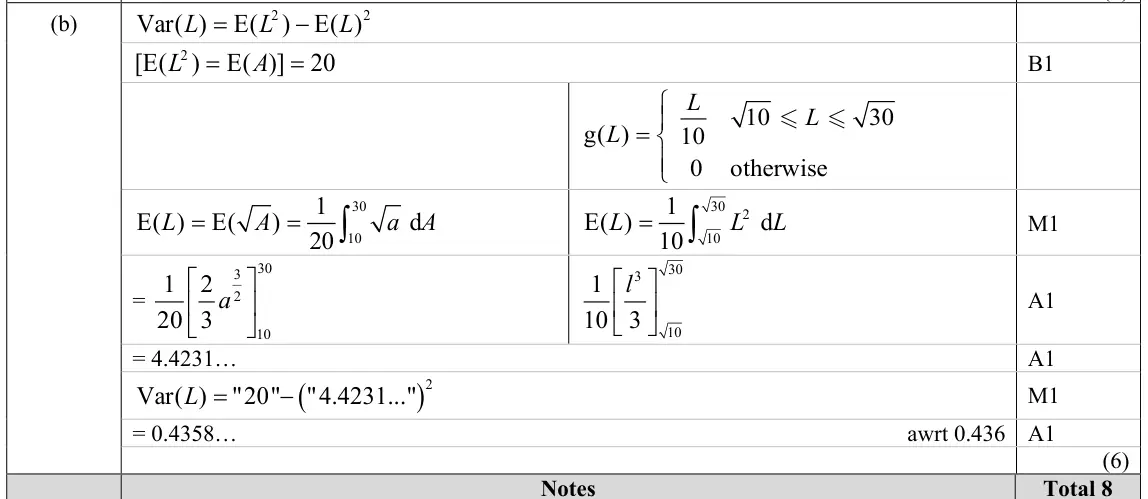 (b) Var(L) = E(L²) − E(L)²
[E(L²) = E(A)] = 20 B1
g(L) = { L/10 √10 ⩽ L ⩽ √30
0 otherwise
E(L) = E(√A) = 1/20 ∫₁₀³⁰ √a dA E(L) = 1/10 ∫_√10^√30 L² dL M1
= 1/20 [2/3 a^(3/2)]₁₀³⁰ 1/10 [l³/3]_√10^√30 A1
= 4.4231… A1
Var(L) = "20"−("4.4231...")² M1
= 0.4358… awrt 0.436 A1
(6)
Notes Total 8